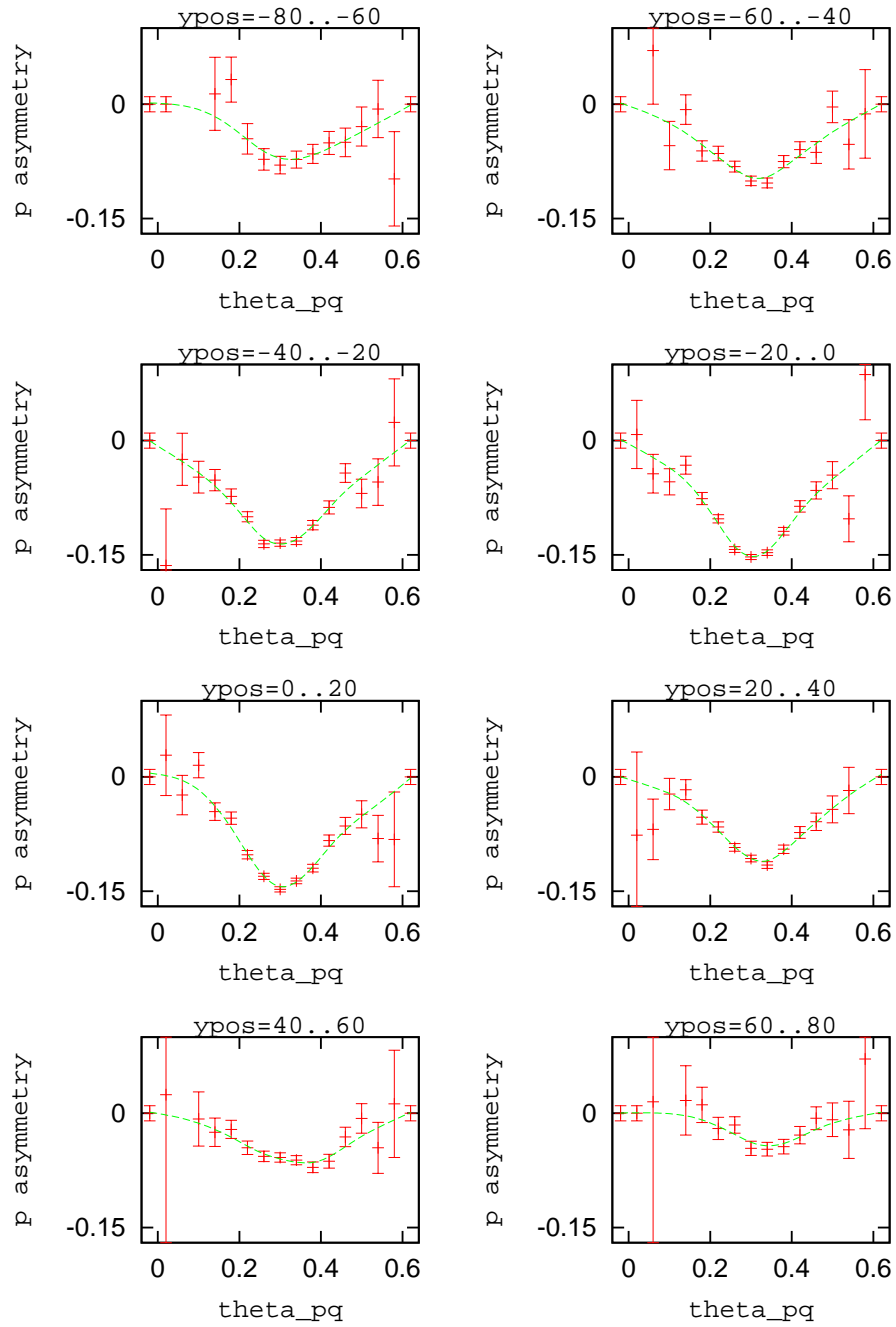 ypos=-80..-60
ypos=-60..-40
p asymmetry
0
-0.15
0 0.2 0.4 0.6
theta_pq
p asymmetry
0
-0.15
0 0.2 0.4 0.6
theta_pq
ypos=-40..-20
ypos=-20..0
p asymmetry
0
-0.15
0 0.2 0.4 0.6
theta_pq
p asymmetry
0
-0.15
0 0.2 0.4 0.6
theta_pq
ypos=0..20
ypos=20..40
p asymmetry
0
-0.15
0 0.2 0.4 0.6
theta_pq
p asymmetry
0
-0.15
0 0.2 0.4 0.6
theta_pq
ypos=40..60
ypos=60..80
p asymmetry
0
-0.15
0 0.2 0.4 0.6
theta_pq
p asymmetry
0
-0.15
0 0.2 0.4 0.6
theta_pq